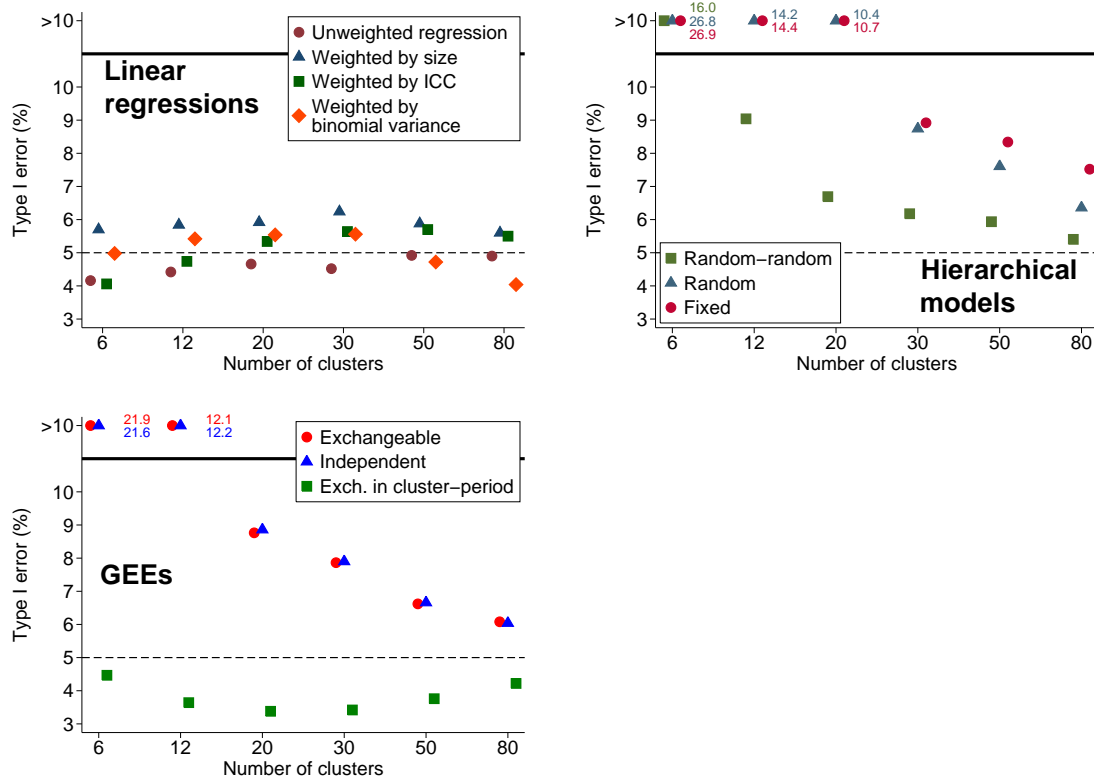 >10
10
9
8
7
6
5
4
3
Type I error (%)
Linear
regressions
Unweighted regression
Weighted by size
Weighted by ICC
Weighted by
binomial variance
6 12 20 30 50 80
Number of clusters
>10
10
9
8
7
6
5
4
3
Type I error (%)
16.0
26.8
26.9
14.2
14.4
10.4
10.7
Random−random
Random
Fixed
Hierarchical
models
6 12 20 30 50 80
Number of clusters
>10
10
9
8
7
6
5
4
3
Type I error (%)
21.9
21.6
12.1
12.2
Exchangeable
Independent
Exch. in cluster−period
GEEs
6 12 20 30 50 80
Number of clusters